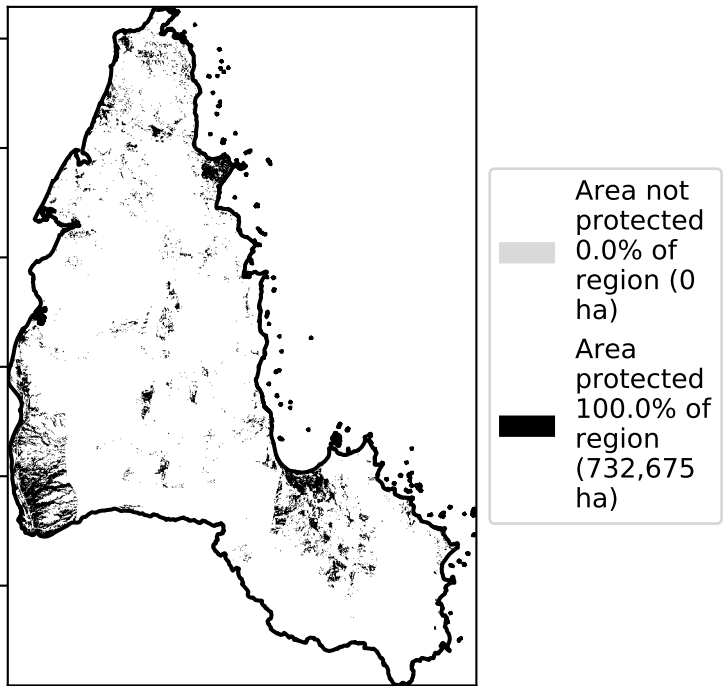 Area not
protected
0.0% of
region (0
ha)
Area
protected
100.0% of
region
(732,675
ha)